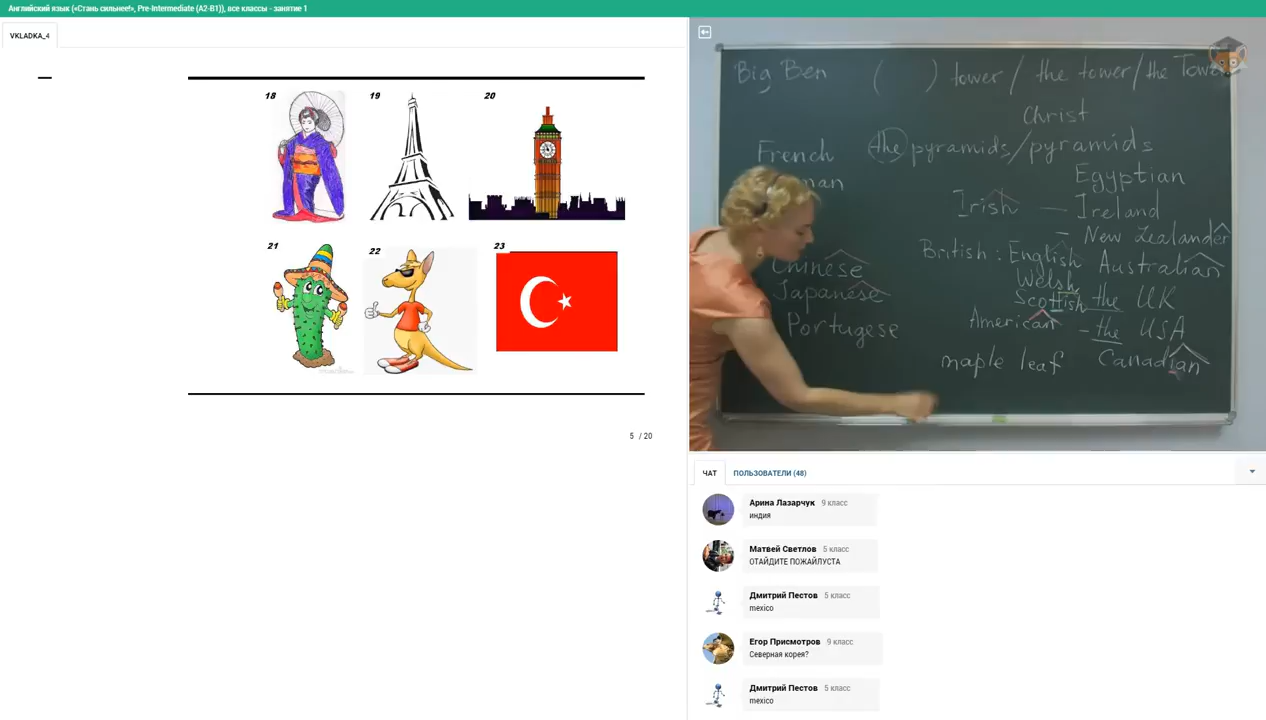 Английский язык («Стань сильнее!», Pre-Intermediate (A2-B1)), все классы - занятие 1
VKLADKA_4
18
19
20
21
22
23
5 / 20
Big Ben ( ) tower / the tower / the Tower
Christ
French the pyramids/pyramids
man
Egyptian
Irish — Ireland
- New Zealander
British : English Australian
Chinese
Welsh
Japanese
Scottish the UK
Portugese
American - the USA
maple leaf Canadian
ЧАТ
ПОЛЬЗОВАТЕЛИ (48)
Арина Лазарчук 9 класс
индия
Матвей Светлов 5 класс
ОТАЙДИТЕ ПОЖАЙЛУСТА
Дмитрий Пестов 5 класс
mexico
Егор Присмотров 9 класс
Северная корея?
Дмитрий Пестов 5 класс
mexico